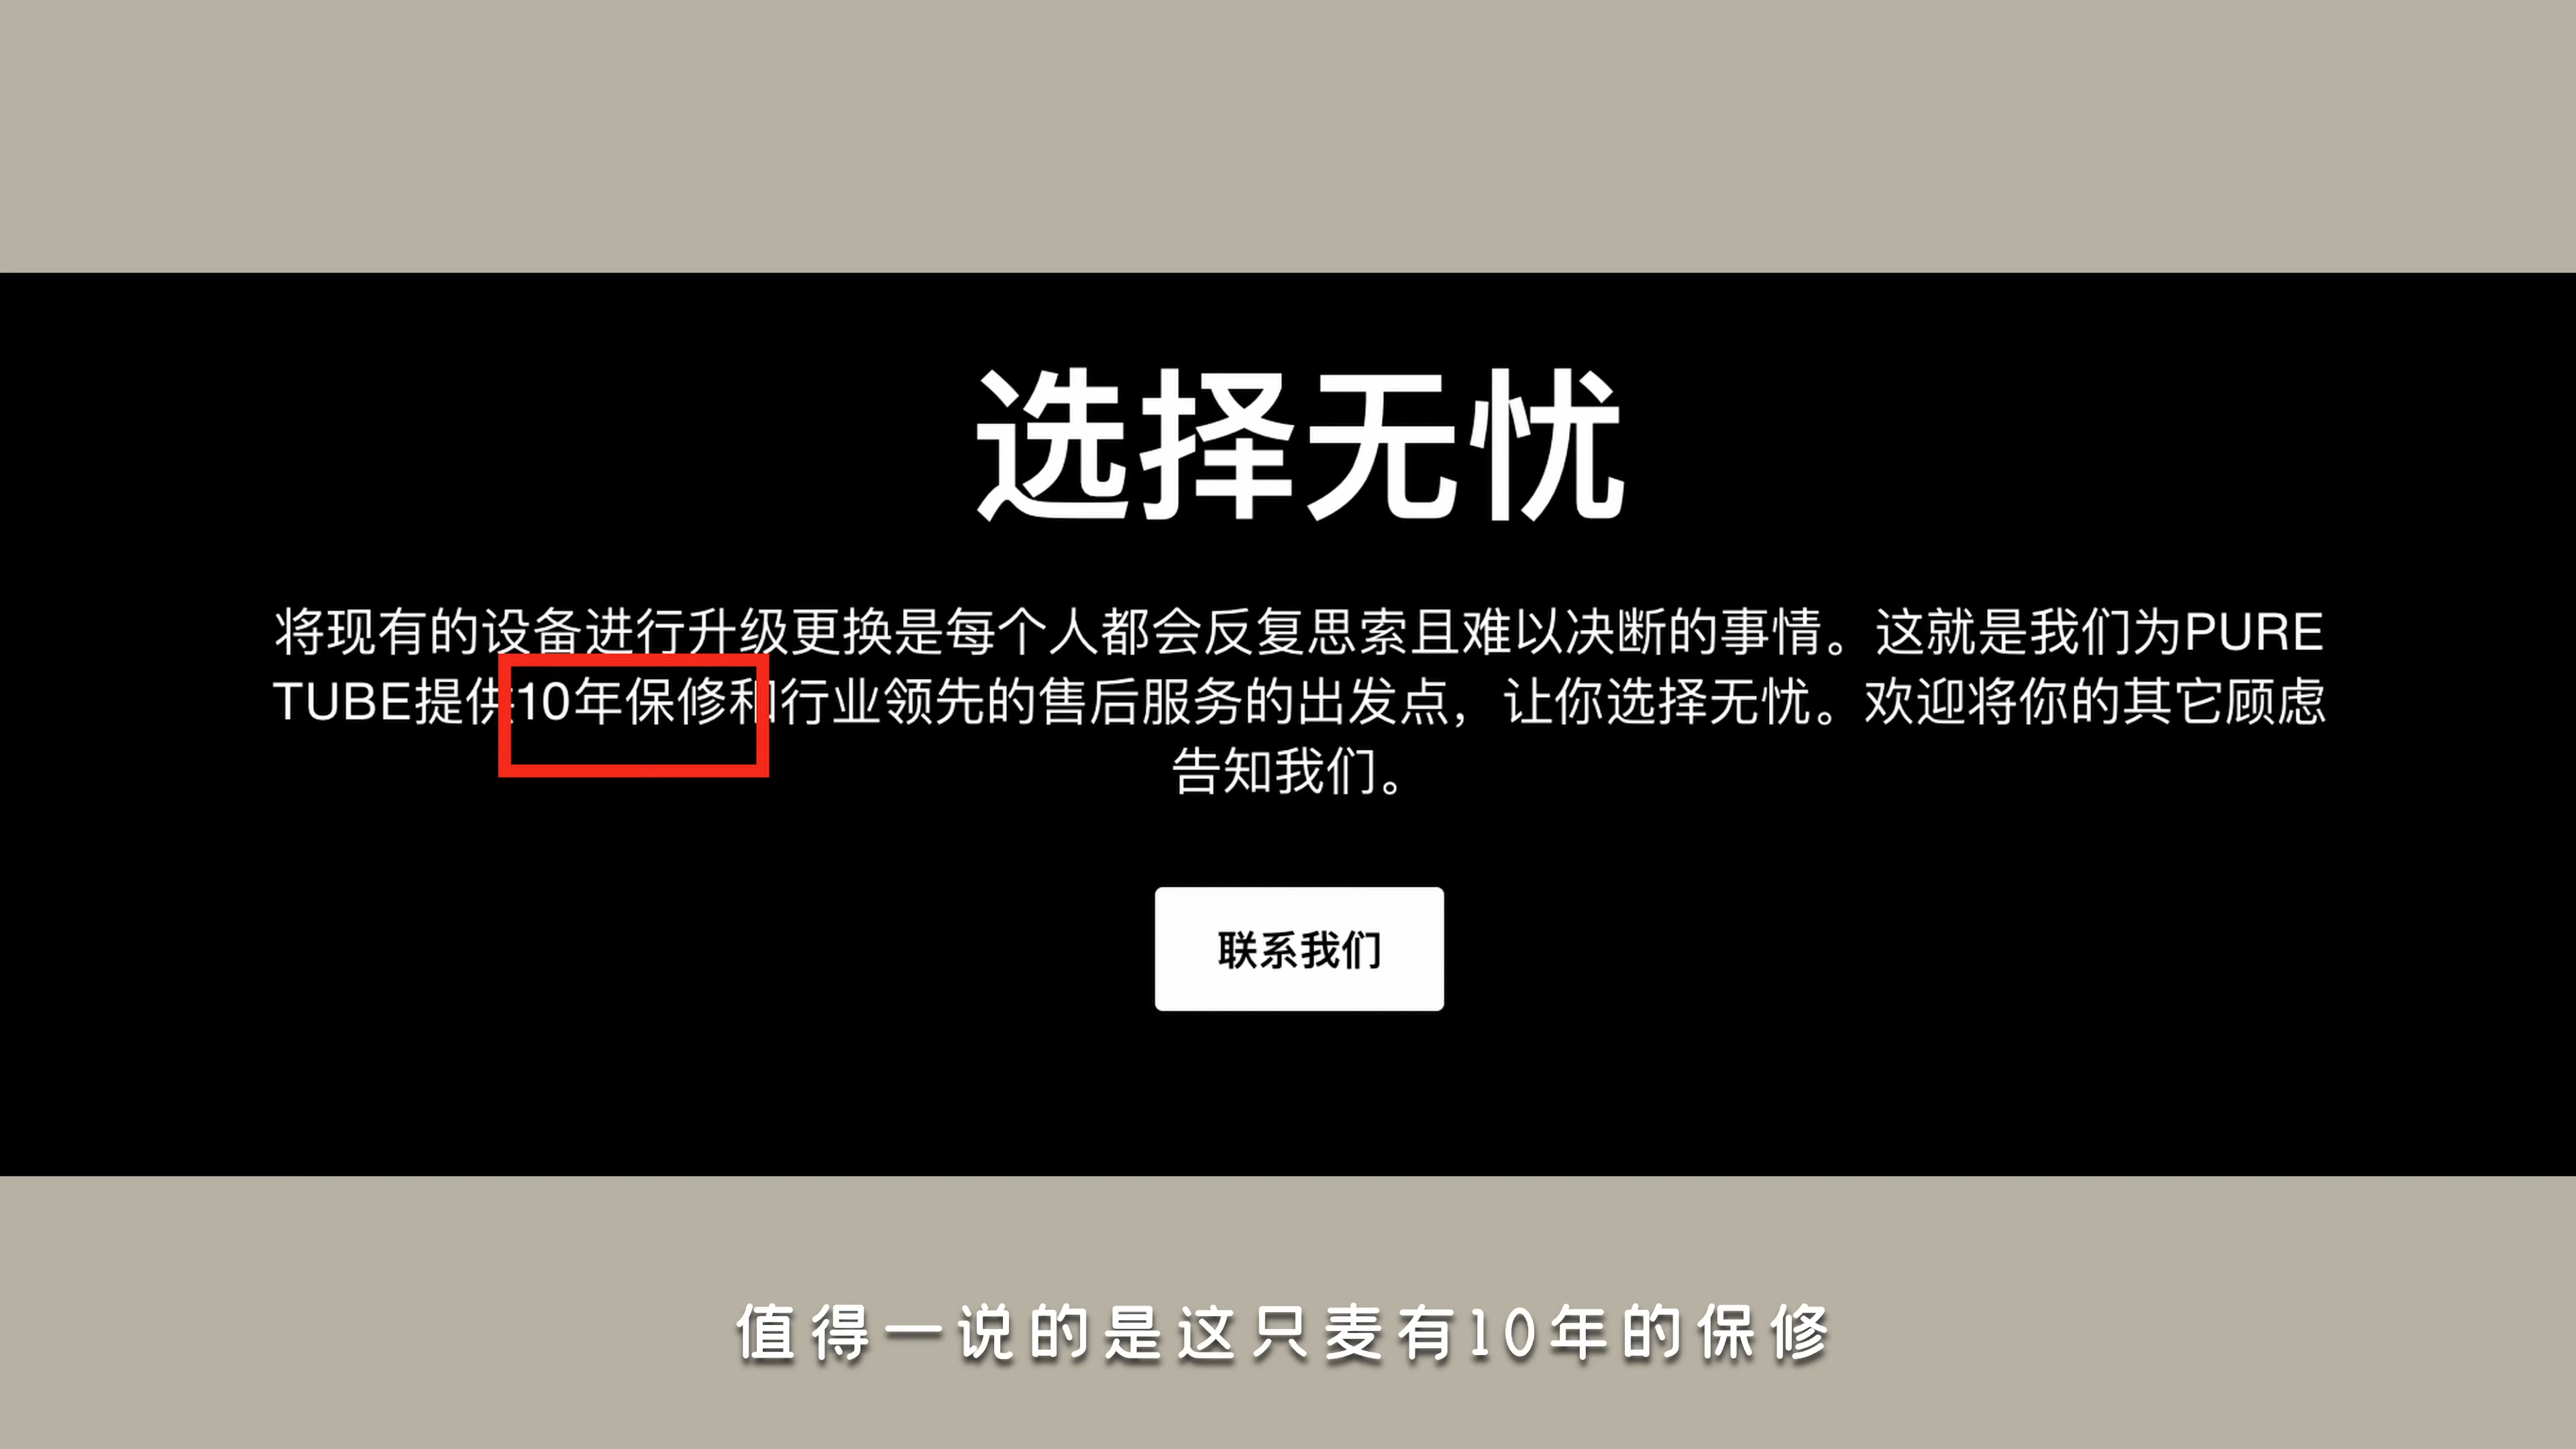 选择无忧
将现有的设备进行升级更换是每个人都会反复思索且难以决断的事情。这就是我们为PURE
TUBE提供10年保修和行业领先的售后服务的出发点，让你选择无忧。欢迎将你的其它顾虑
告知我们。
联系我们
值得一说的是这只麦有10年的保修